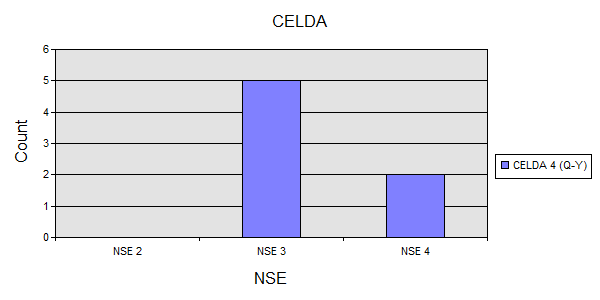 CELDA
6
5
4
3
2
1
0
Count
NSE 2
NSE 3
NSE 4
NSE
CELDA 4 (Q-Y)